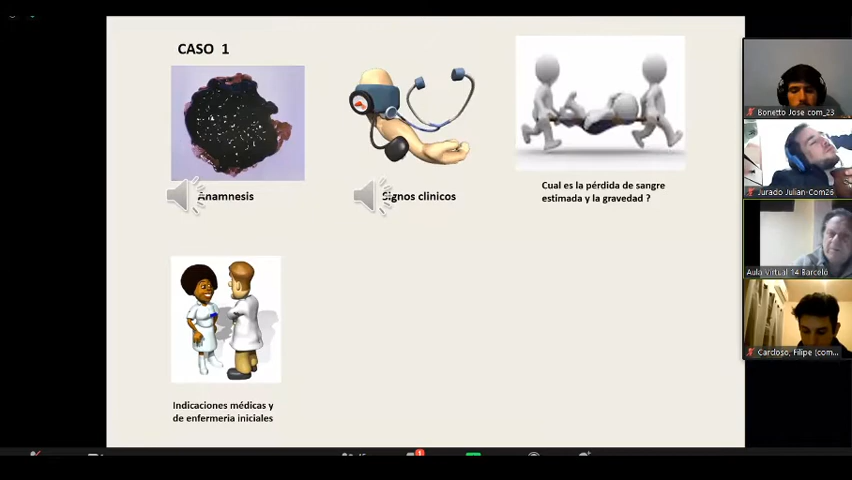 CASO 1
Anamnesis
Signos clinicos
Cual es la pérdida de sangre
estimada y la gravedad ?
Indicaciones médicas y
de enfermeria iniciales
Bonetto Jose com_23
Jurado Julian-Com26
Aula Virtual 14 Barceló
Cardoso, Filipe (com...